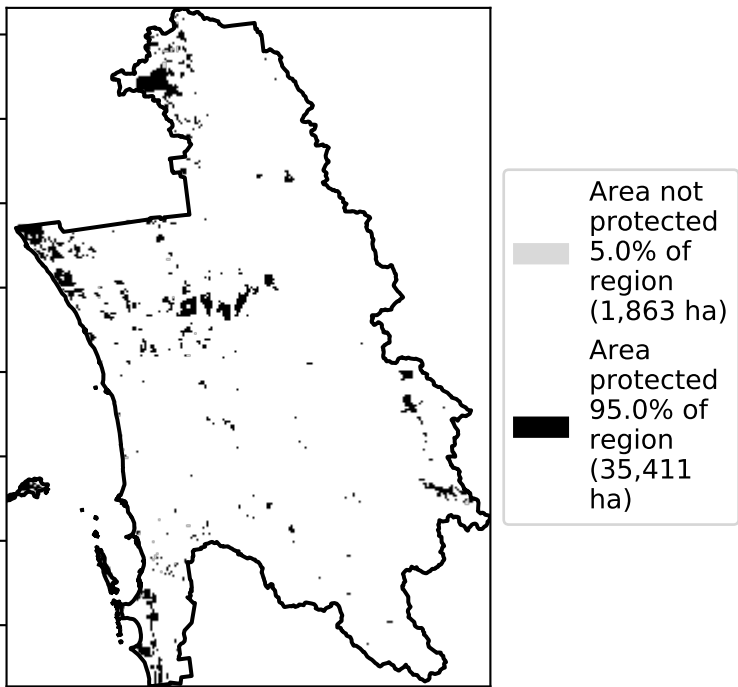 Area not
protected
5.0% of
region
(1,863 ha)
Area
protected
95.0% of
region
(35,411
ha)